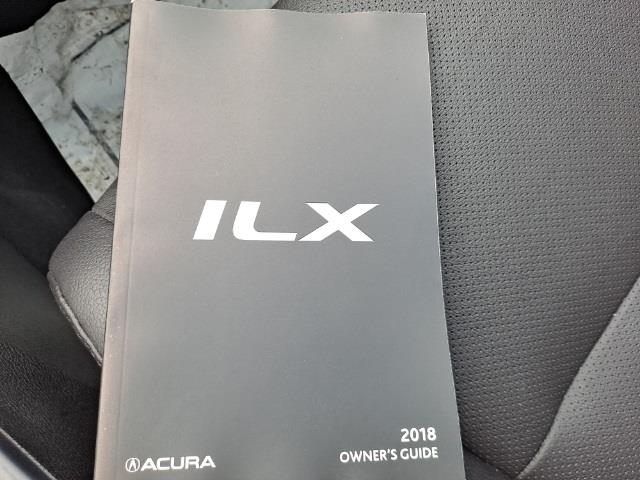 ILX
2018
OWNER'S GUIDE
ACURA